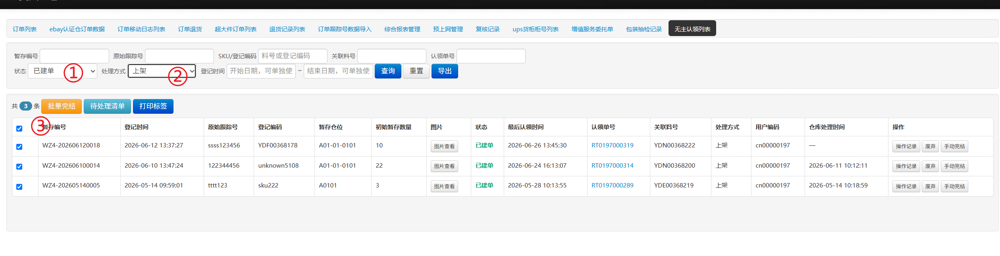 订单列表 ebay认证仓订单数据 订单移动日志列表 订单退货 超大件订单列表 退货记录列表 订单跟踪号数据导入 综合报表管理 预上网管理 复核记录 ups货柜柜号列表 增值服务委托单 包装抽检记录 无主认领列表
暂存编号 原始跟踪号 SKU/登记编码 料号或登记编码 关联料号 认领单号
状态 已建单 ① 处理方式 上架 ② 登记时间 开始日期，可单独使 ~ 结束日期，可单独使 查询 重置 导出
共 3 条 批量完结 待处理清单 打印标签
③ 暂存编号 登记时间 原始跟踪号 登记编码 暂存仓位 初始暂存数量 图片 状态 最后认领时间 认领单号 关联料号 处理方式 用户编码 仓库处理时间 操作
WZ4-202606120018 2026-06-12 13:37:27 ssss123456 YDF00368178 A01-01-0101 10 图片查看 已建单 2026-06-26 13:45:30 RT0197000319 YDN00368222 上架 cn00000197 — 操作记录 废弃 手动完结
WZ4-202606100014 2026-06-10 13:47:24 122344456 unknown5108 A01-01-0101 22 图片查看 已建单 2026-06-24 16:13:07 RT0197000314 YDN00368200 上架 cn00000197 2026-06-11 10:12:11 操作记录 废弃 手动完结
WZ4-202605140005 2026-05-14 09:59:01 tttt123 sku222 A0101 3 图片查看 已建单 2026-05-28 10:13:55 RT0197000289 YDE00368219 上架 cn00000197 2026-05-14 10:18:59 操作记录 废弃 手动完结